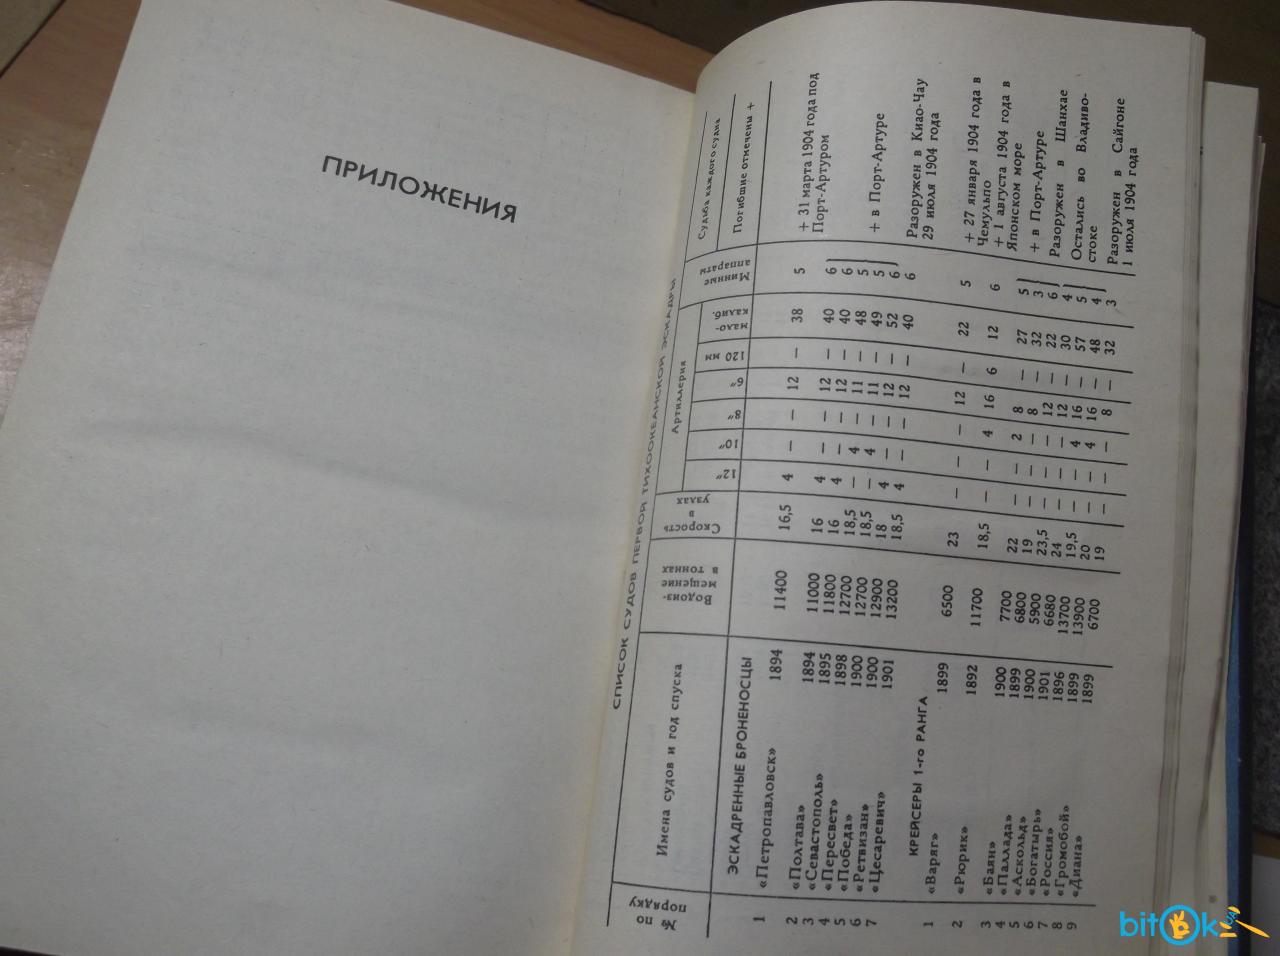 ПРИЛОЖЕНИЯ
СПИСОК СУДОВ ПЕРВОЙ ТИХООКЕАНСКОЙ ЭСКАДРЫ
№ по порядку
Имена судов и год спуска
Водоиз-
мещение
в тоннах
Скорость
в
узлах
Артиллерия
12″ 10″ 8″ 6″ 120 мм мало-
калиб.
Минные
аппараты
Судьба каждого судна
Погибшие отмечены +
ЭСКАДРЕННЫЕ БРОНЕНОСЦЫ
1 «Петропавловск» 1894 11400 16,5 4 — — 12 — 38 5 + 31 марта 1904 года под
Порт-Артуром
2 «Полтава» 1894 11000 16 4 — — 12 — 40 6
3 «Севастополь» 1895 11800 16 4 — — 12 — 40 6
4 «Пересвет» 1898 12700 18,5 — 4 — 11 — 48 5 + в Порт-Артуре
5 «Победа» 1900 12700 18,5 — 4 — 11 — 49 5
6 «Ретвизан» 1900 12900 18 4 — — 12 — 52 6
7 «Цесаревич» 1901 13200 18,5 4 — — 12 — 40 6 Разоружен в Киао-Чау
29 июля 1904 года
КРЕЙСЕРЫ 1-го РАНГА
1 «Варяг» 1899 6500 23 — — — 12 — 22 5 + 27 января 1904 года в
Чемульпо
2 «Рюрик» 1892 11700 18,5 — — 4 16 6 12 6 + 1 августа 1904 года в
Японском море
3 «Баян» 1900 7700 22 — — 2 8 — 27 5
4 «Паллада» 1899 6800 19 — — — 8 — 32 3 + в Порт-Артуре
5 «Аскольд» 1900 5900 23,5 — — — 12 — 22 6 Разоружен в Шанхае
6 «Богатырь» 1901 6680 24 — — — 12 — 30 4
7 «Россия» 1896 13700 19,5 — — 4 16 — 57 5 Остались во Владиво-
стоке
8 «Громобой» 1899 13900 20 — — 4 16 — 48 4
9 «Диана» 1899 6700 19 — — — 8 — 32 3 Разоружен в Сайгоне
1 июля 1904 года
bitOk UA